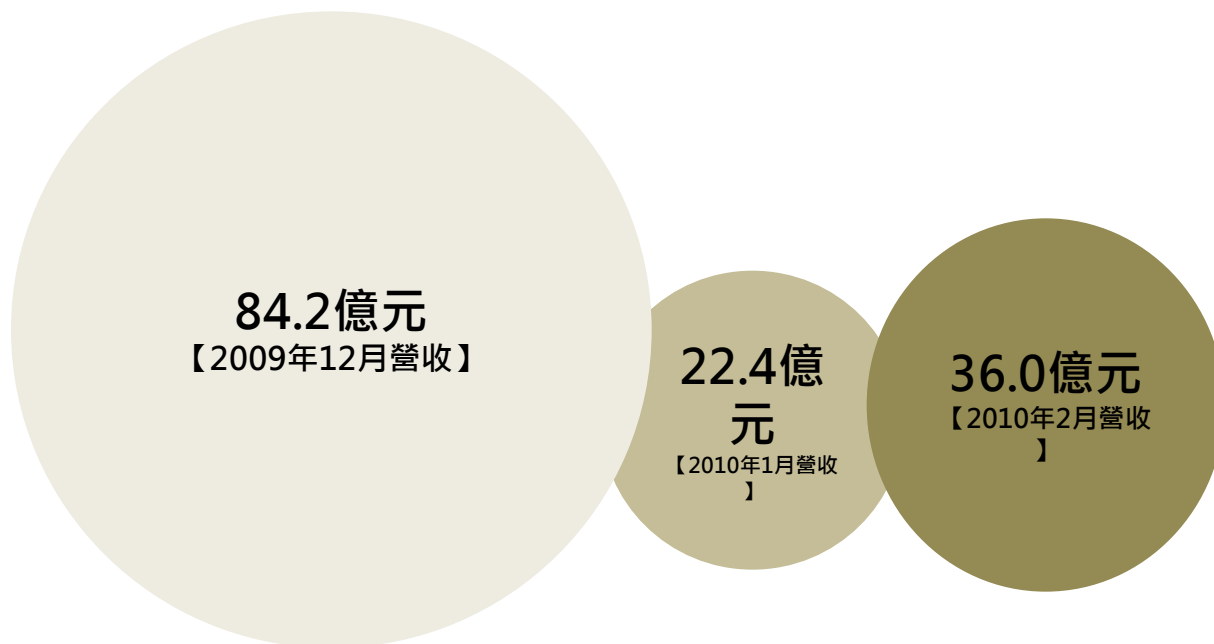 84.2億元
【2009年12月營收】
22.4億
元
【2010年1月營收
】
36.0億元
【2010年2月營收
】